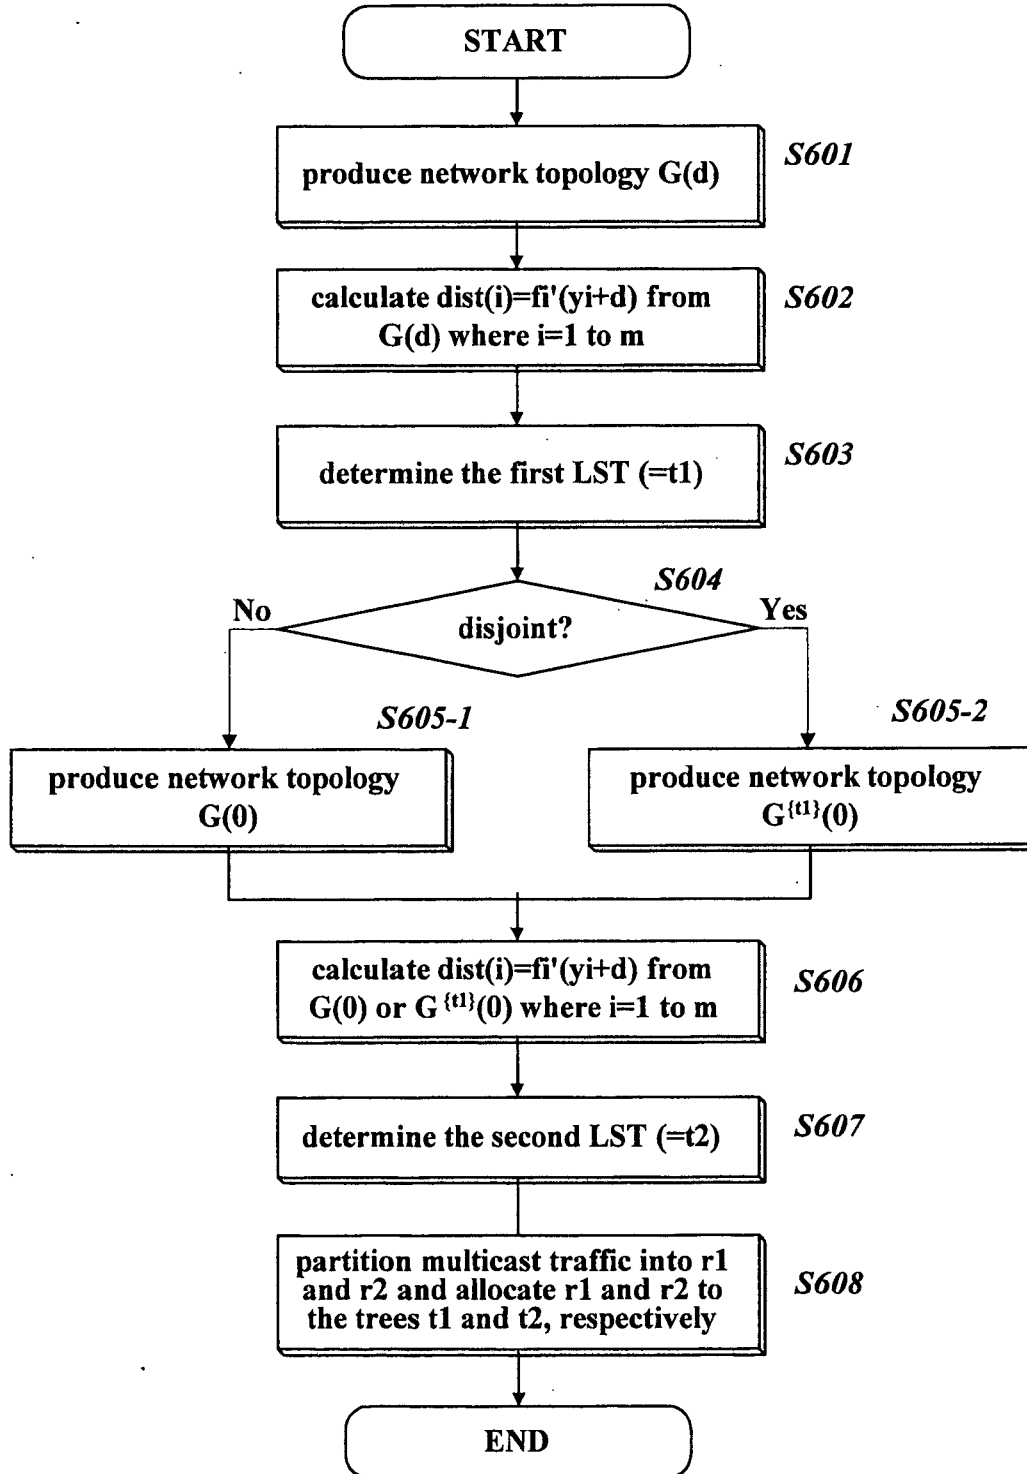 START
produce network topology G(d)
S601
calculate dist(i)=fi'(yi+d) from
G(d) where i=1 to m
S602
determine the first LST (=t1)
S603
S604
No
disjoint?
Yes
S605-1
S605-2
produce network topology
G(0)
produce network topology
G{t1}(0)
calculate dist(i)=fi'(yi+d) from
G(0) or G{t1}(0) where i=1 to m
S606
determine the second LST (=t2)
S607
partition multicast traffic into r1
and r2 and allocate r1 and r2 to
the trees t1 and t2, respectively
S608
END